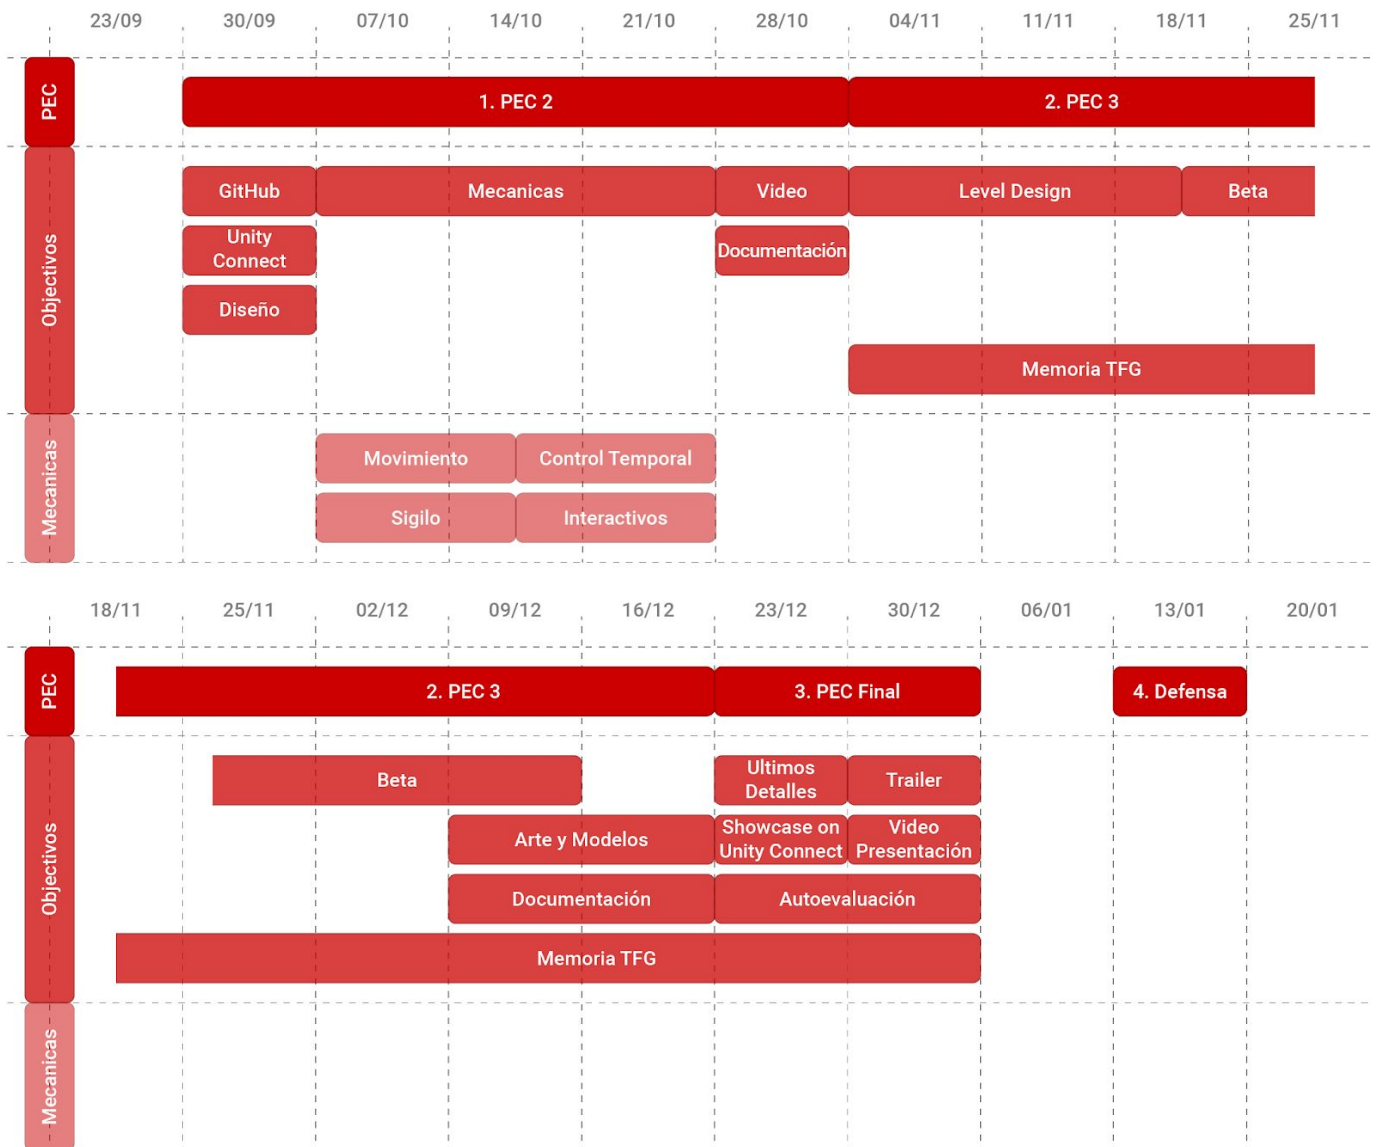 23/09 30/09 07/10 14/10 21/10 28/10 04/11 11/11 18/11 25/11
PEC
1. PEC 2 2. PEC 3
Objectivos
GitHub Mecanicas Video Level Design Beta
Unity
Connect
Documentación
Diseño
Memoria TFG
Mecanicas
Movimiento Control Temporal
Sigilo Interactivos
18/11 25/11 02/12 09/12 16/12 23/12 30/12 06/01 13/01 20/01
PEC
2. PEC 3 3. PEC Final 4. Defensa
Objectivos
Beta
Ultimos
Detalles
Trailer
Arte y Modelos
Showcase on
Unity Connect
Video
Presentación
Documentación Autoevaluación
Memoria TFG
Mecanicas